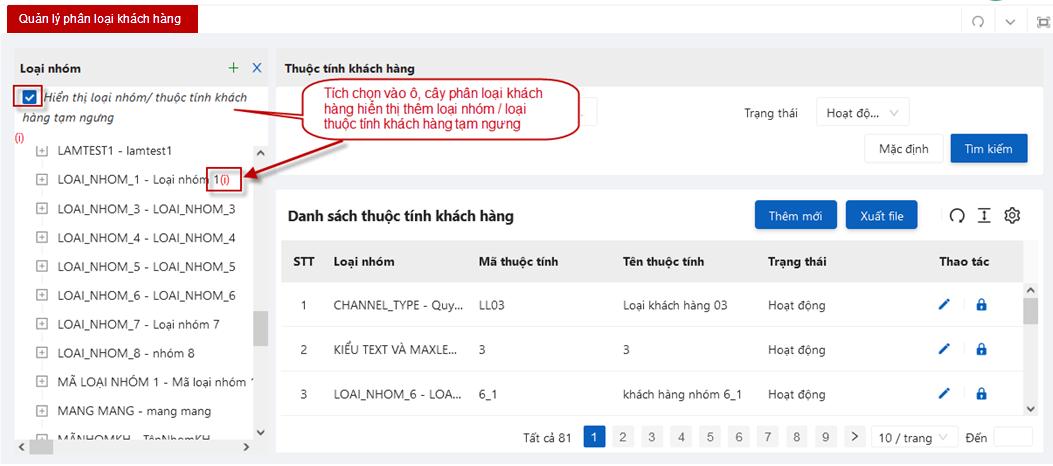 Quản lý phân loại khách hàng
Loại nhóm
Hiển thị loại nhóm/ thuộc tính khách
hàng tạm ngưng
(i)
LAMTEST1 - lamtest1
LOAI_NHOM_1 - Loại nhóm 1(i)
LOAI_NHOM_3 - LOAI_NHOM_3
LOAI_NHOM_4 - LOAI_NHOM_4
LOAI_NHOM_5 - LOAI_NHOM_5
LOAI_NHOM_6 - LOAI_NHOM_6
LOAI_NHOM_7 - Loại nhóm 7
LOAI_NHOM_8 - nhóm 8
MÃ LOẠI NHÓM 1 - Mã loại nhóm 1
MANG MANG - mang mang
MÃNHOMKH - TênNhomKH
Thuộc tính khách hàng
Tích chọn vào ô, cây phân loại khách
hàng hiển thị thêm loại nhóm / loại
thuộc tính khách hàng tạm ngưng
Trạng thái
Hoạt độ...
Mặc định
Tìm kiếm
Danh sách thuộc tính khách hàng
Thêm mới
Xuất file
STT Loại nhóm Mã thuộc tính Tên thuộc tính Trạng thái Thao tác
1 CHANNEL_TYPE - Quy... LL03 Loại khách hàng 03 Hoạt động
2 KIỂU TEXT VÀ MAXLE... 3 3 Hoạt động
3 LOAI_NHOM_6 - LOA... 6_1 khách hàng nhóm 6_1 Hoạt động
Tất cả 81 1 2 3 4 5 6 7 8 9 10 / trang Đến